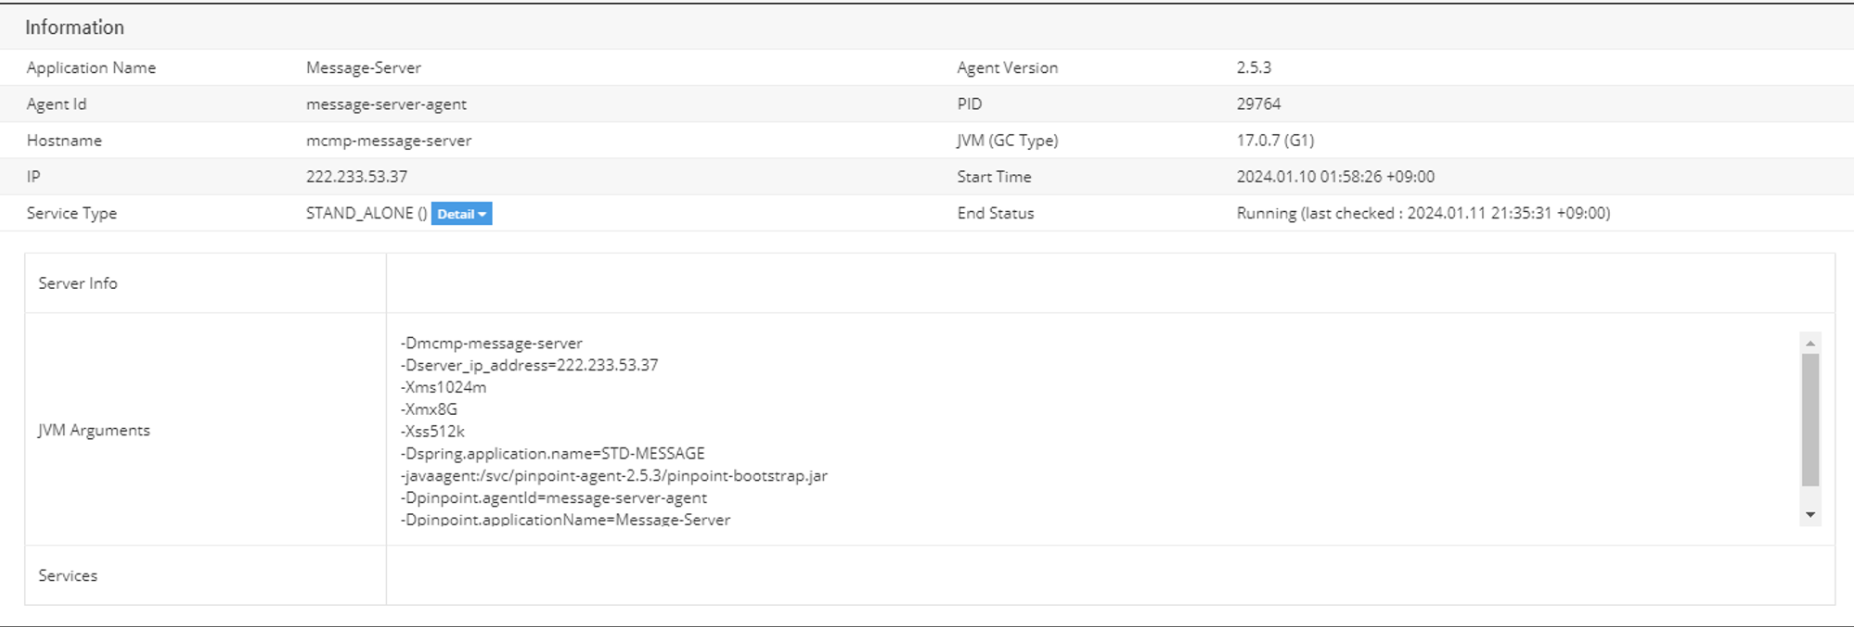 Information
Application Name Message-Server Agent Version 2.5.3
Agent Id message-server-agent PID 29764
Hostname mcmp-message-server JVM (GC Type) 17.0.7 (G1)
IP 222.233.53.37 Start Time 2024.01.10 01:58:26 +09:00
Service Type STAND_ALONE () Detail End Status Running (last checked : 2024.01.11 21:35:31 +09:00)
Server Info
JVM Arguments
-Dmcmp-message-server
-Dserver_ip_address=222.233.53.37
-Xms1024m
-Xmx8G
-Xss512k
-Dspring.application.name=STD-MESSAGE
-javaagent:/svc/pinpoint-agent-2.5.3/pinpoint-bootstrap.jar
-Dpinpoint.agentId=message-server-agent
-Dpinpoint.applicationName=Message-Server
Services